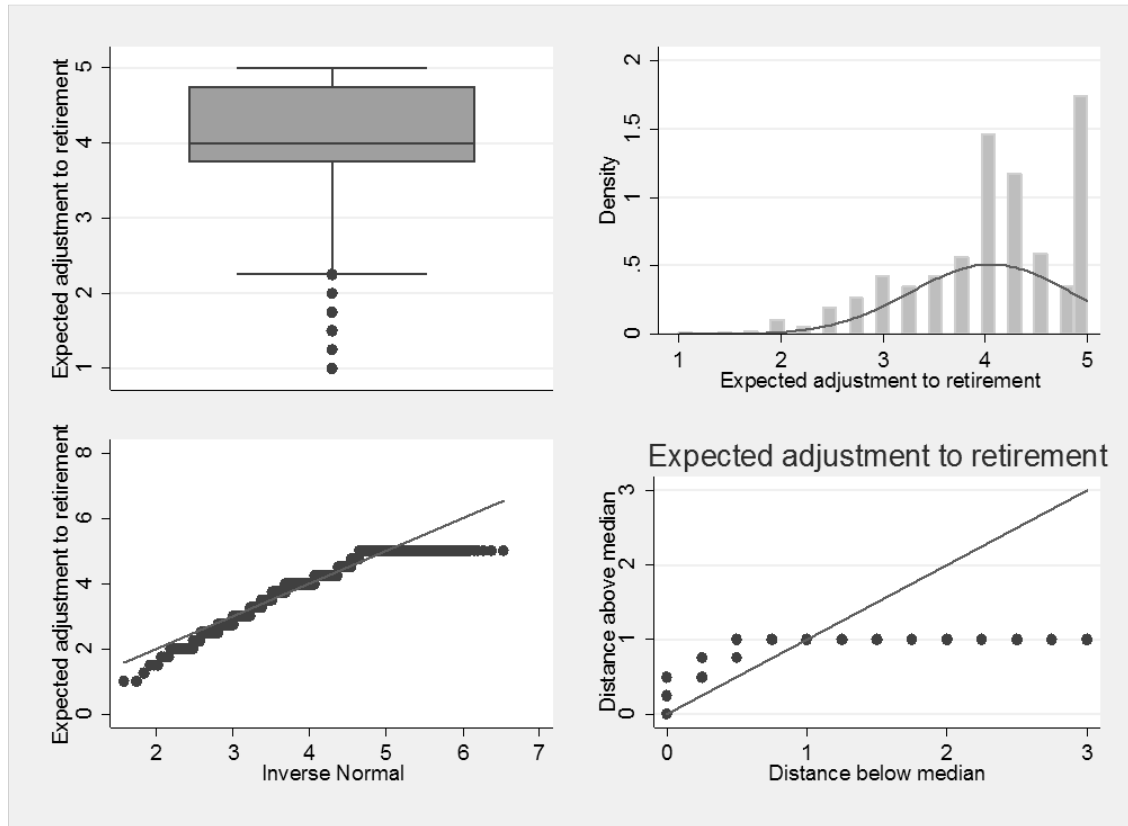 Expected adjustment to retirement
5
4
3
2
1
Density
2
1.5
1
.5
0
1 2 3 4 5
Expected adjustment to retirement
Expected adjustment to retirement
8
6
4
2
0
2 3 4 5 6 7
Inverse Normal
Expected adjustment to retirement
Distance above median
3
2
1
0
0 1 2 3
Distance below median